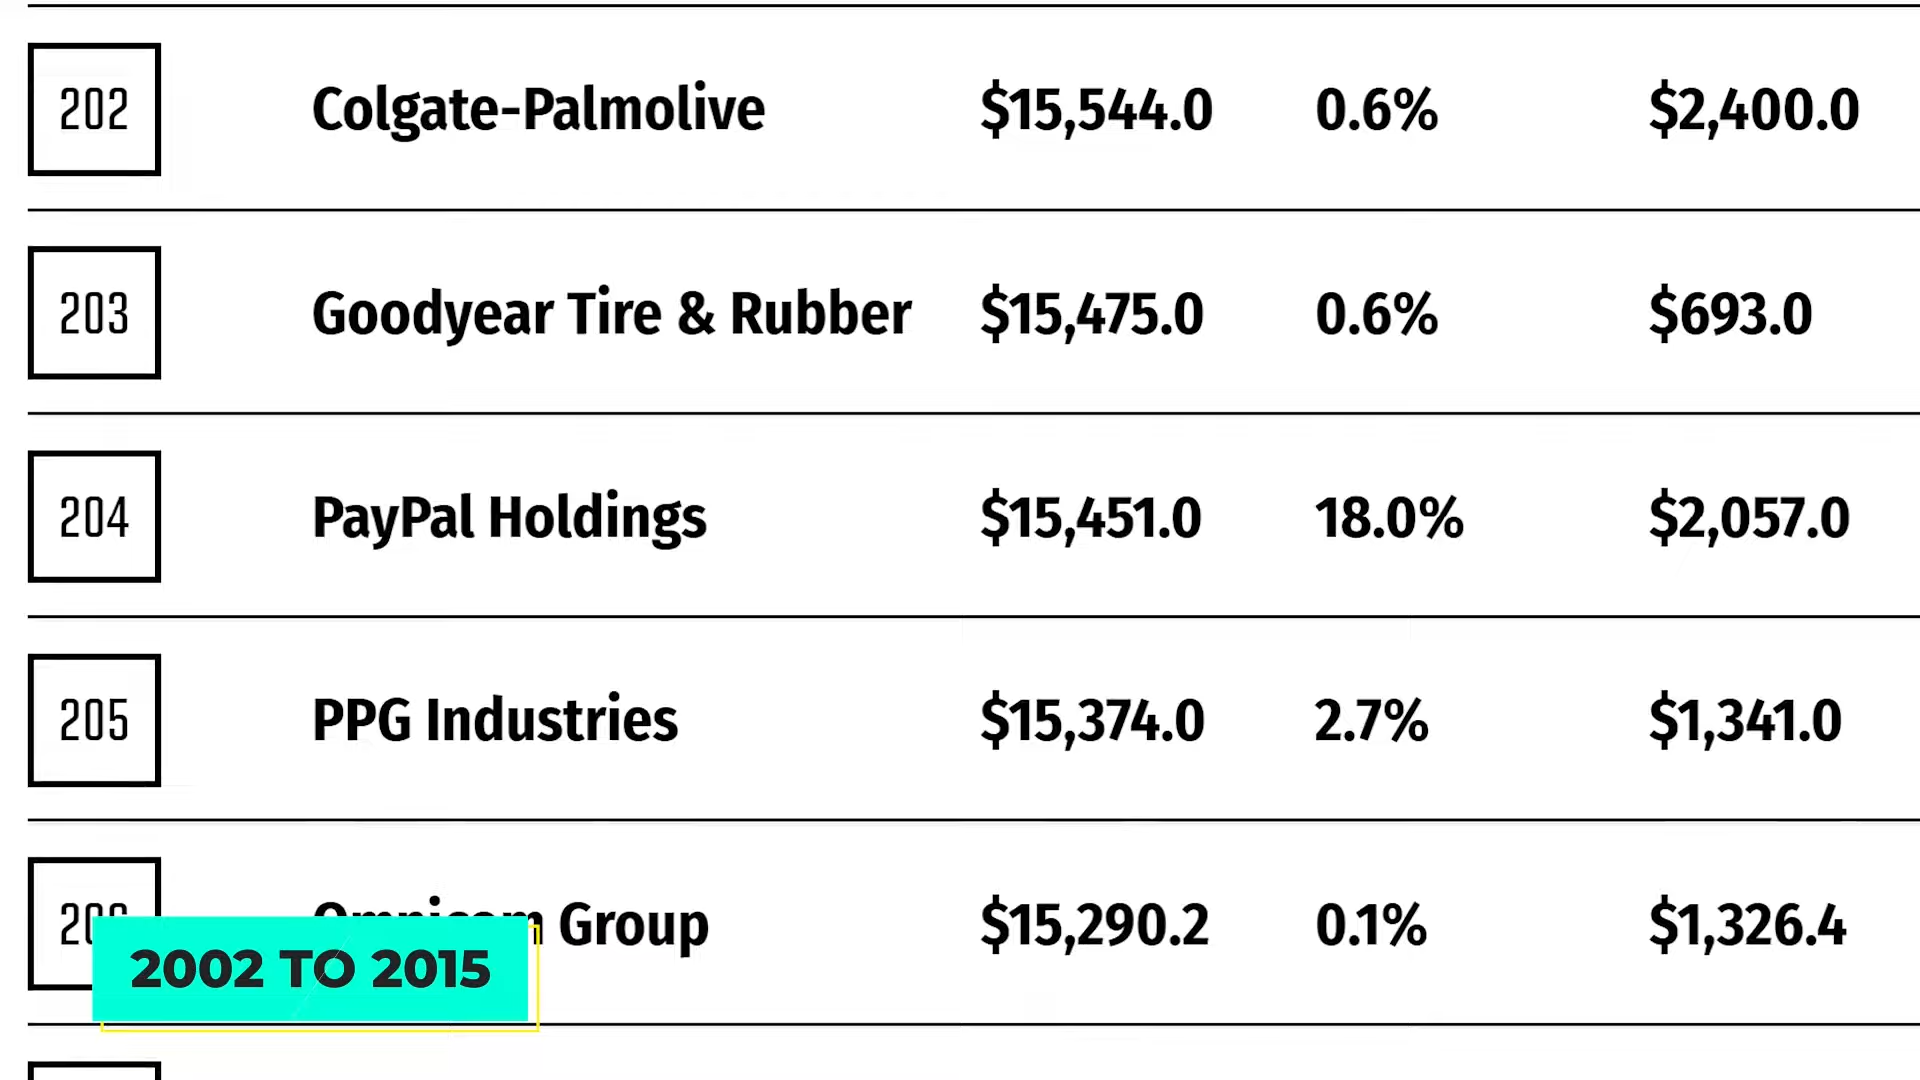 202 Colgate-Palmolive $15,544.0 0.6% $2,400.0
203 Goodyear Tire & Rubber $15,475.0 0.6% $693.0
204 PayPal Holdings $15,451.0 18.0% $2,057.0
205 PPG Industries $15,374.0 2.7% $1,341.0
Group $15,290.2 0.1% $1,326.4
2002 TO 2015